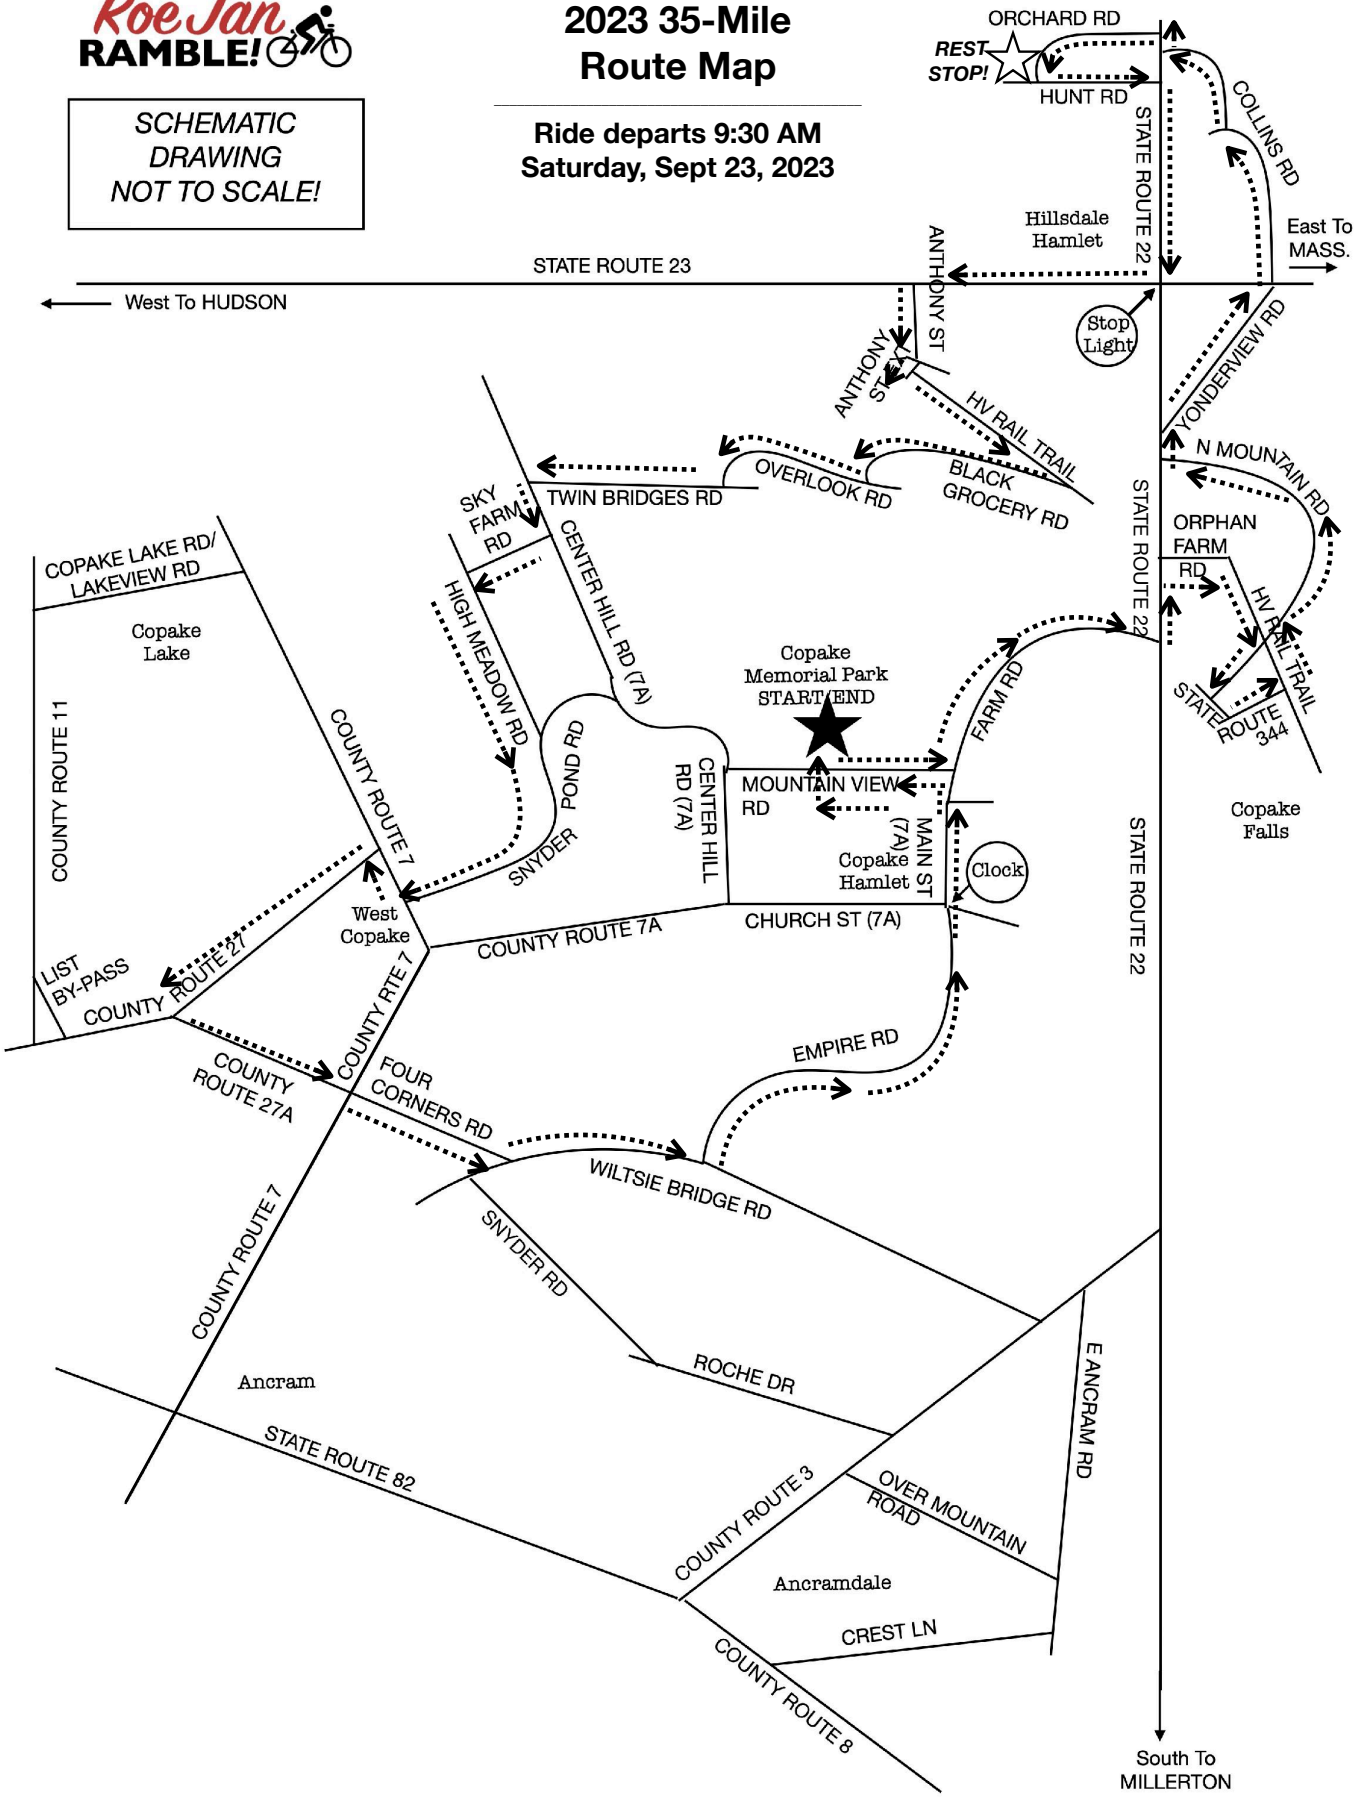 Roe Jan
RAMBLE!
2023 35-Mile
Route Map
Ride departs 9:30 AM
Saturday, Sept 23, 2023
SCHEMATIC
DRAWING
NOT TO SCALE!
ORCHARD RD
REST
STOP!
HUNT RD
STATE ROUTE 22
COLLINS RD
Hillsdale
Hamlet
East To
MASS.
STATE ROUTE 23
West To HUDSON
ANTHONY ST
Stop
Light
YONDERVIEW RD
ANTHONY
ST EXT
HV RAIL TRAIL
N MOUNTAIN RD
BLACK
GROCERY RD
OVERLOOK RD
TWIN BRIDGES RD
SKY
FARM
RD
CENTER HILL RD (7A)
STATE ROUTE 22
ORPHAN
FARM
RD
HV RAIL TRAIL
COPAKE LAKE RD/
LAKEVIEW RD
Copake
Lake
HIGH MEADOW RD
Copake
Memorial Park
START/END
FARM RD
STATE
ROUTE
344
COUNTY ROUTE 11
COUNTY ROUTE 7
POND RD
SNYDER
CENTER HILL
RD (7A)
MOUNTAIN VIEW
RD
MAIN ST
(7A)
Copake
Hamlet
Clock
Copake
Falls
STATE ROUTE 22
West
Copake
CHURCH ST (7A)
COUNTY ROUTE 7A
LIST
BY-PASS
COUNTY ROUTE 27
COUNTY RTE 7
COUNTY
ROUTE 27A
FOUR
CORNERS RD
EMPIRE RD
WILTSIE BRIDGE RD
COUNTY ROUTE 7
SNYDER RD
ROCHE DR
E ANCRAM RD
Ancram
STATE ROUTE 82
COUNTY ROUTE 3
OVER MOUNTAIN
ROAD
Ancramdale
CREST LN
COUNTY ROUTE 8
South To
MILLERTON